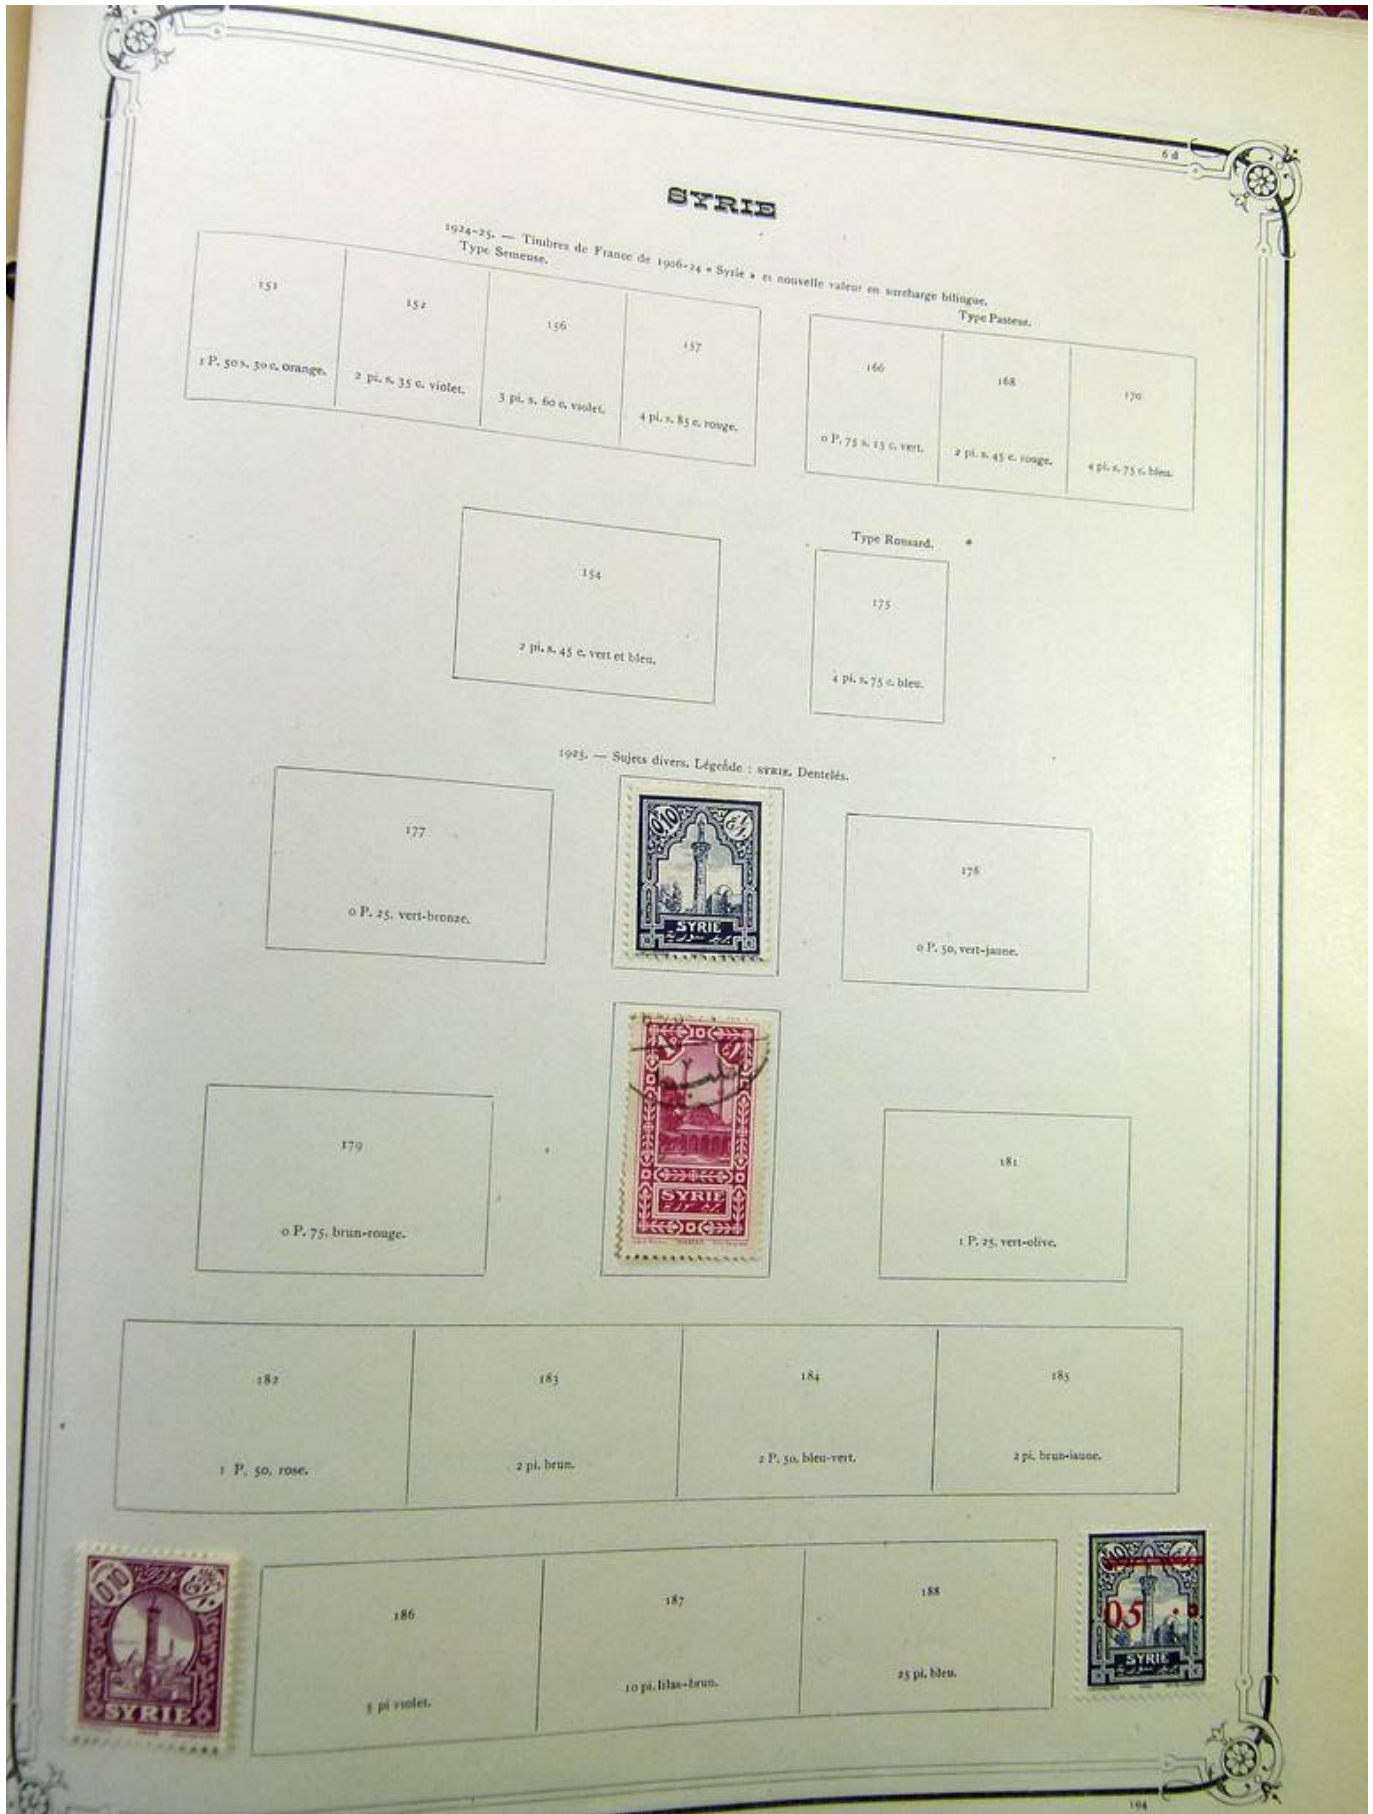 6 d
SYRIE
1924-25. — Timbres de France de 1906-24 « Syrie » et nouvelle valeur en surcharge bilingue.
Type Semeuse.
Type Pasteur.
151
152
156
157
166
168
170
1 P. 50 s. 30 c. orange.
2 pi. s. 35 c. violet.
3 pi. s. 60 c. violet.
4 pi. s. 85 c. rouge.
0 P. 75 s. 15 c. vert.
2 pi. s. 45 c. rouge.
4 pi. s. 75 c. bleu.
Type Ronsard.
154
175
2 pi. s. 45 c. vert et bleu.
4 pi. s. 75 c. bleu.
1925. — Sujets divers. Légende : SYRIE. Dentelés.
177
0 P. 25, vert-bronze.
0,10
SYRIE
178
0 P. 50, vert-jaune.
179
0 P. 75, brun-rouge.
1
SYRIE
181
1 P. 25, vert-olive.
182
183
184
185
1 P. 50, rose.
2 pi. brun.
2 P. 50, bleu-vert.
2 pi. brun-jaune.
0,10
SYRIE
186
187
188
5 pi violet.
10 pi. lilas-brun.
25 pi. bleu.
05
SYRIE
194